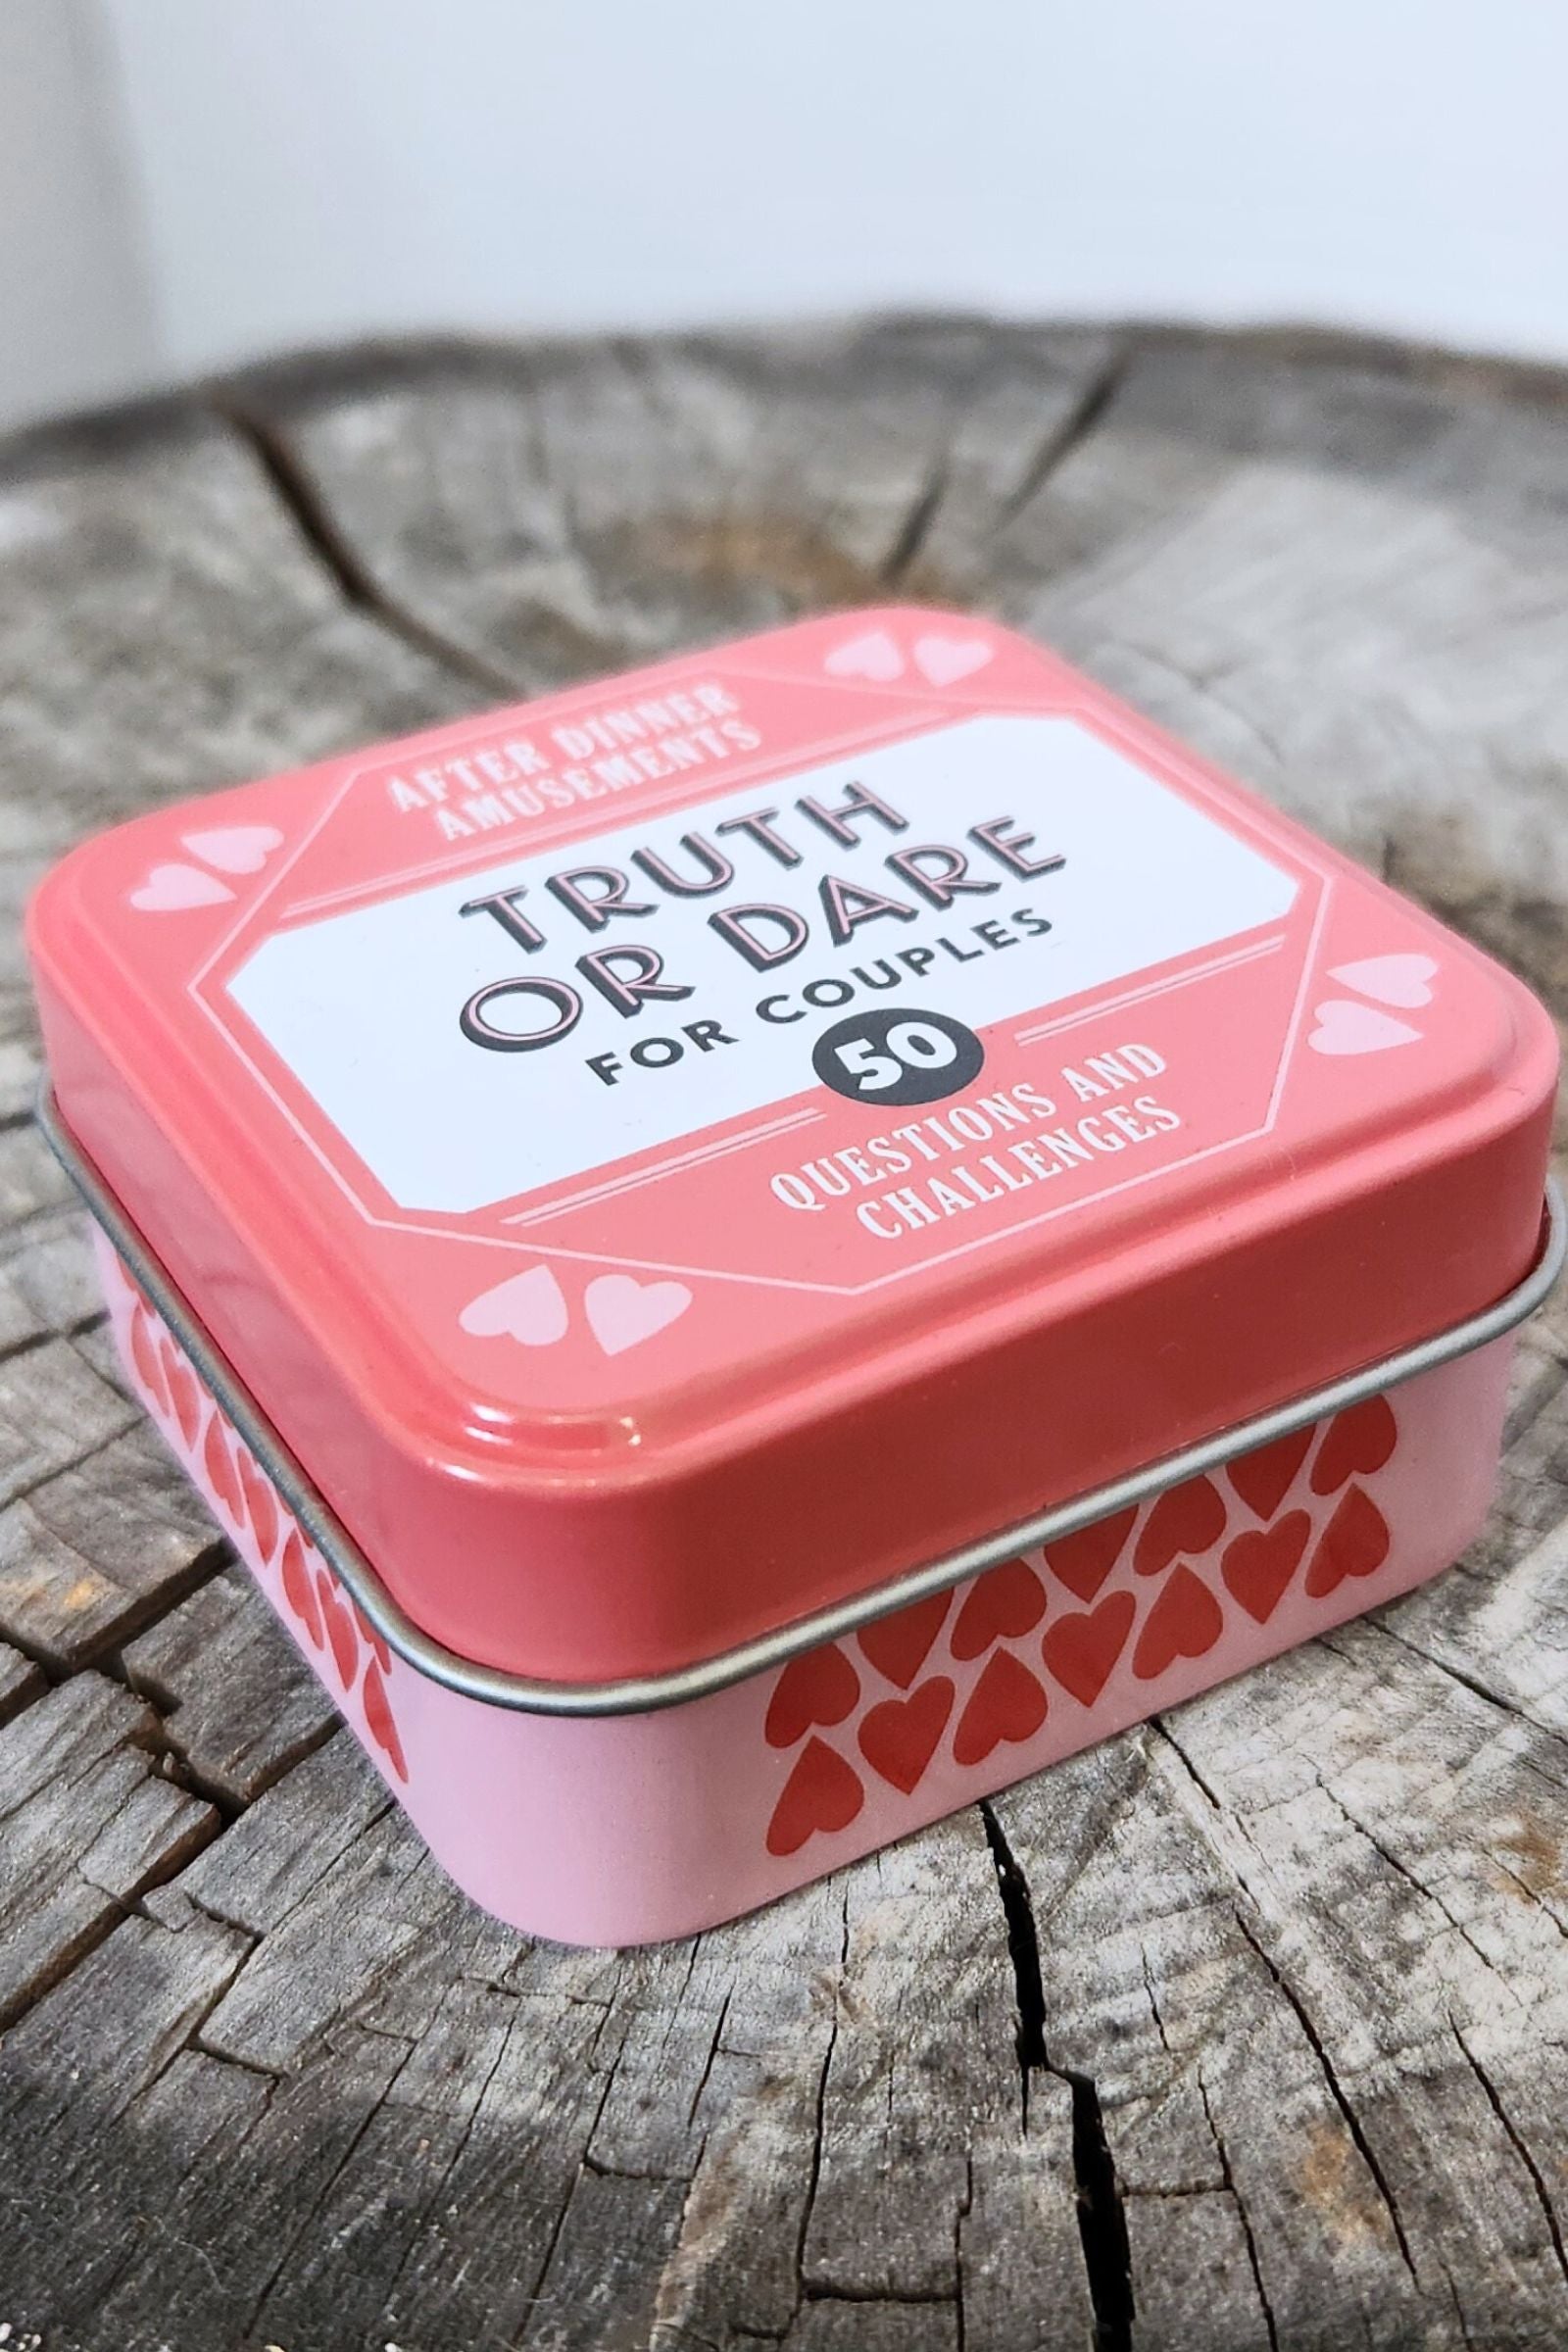 AFTER DINNER
AMUSEMENTS
TRUTH
OR DARE
FOR COUPLES
50
QUESTIONS AND
CHALLENGES